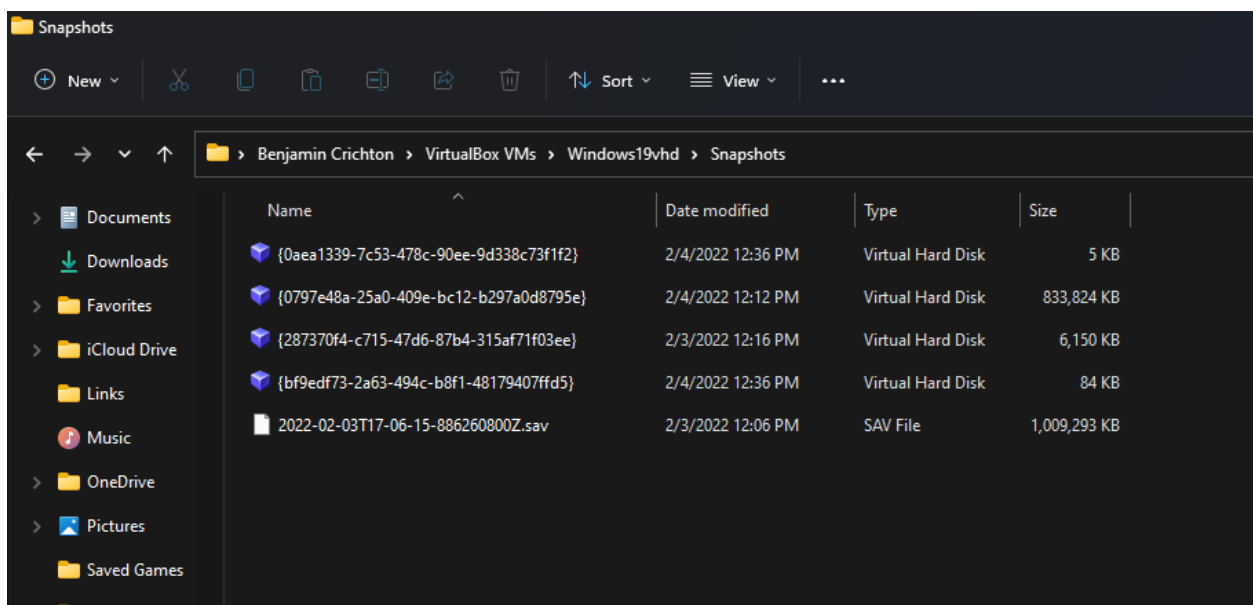 Snapshots
New
Sort
View
Benjamin Crichton > VirtualBox VMs > Windows19vhd > Snapshots
Name Date modified Type Size
Documents
Downloads
Favorites
iCloud Drive
Links
Music
OneDrive
Pictures
Saved Games
{0aea1339-7c53-478c-90ee-9d338c73f1f2} 2/4/2022 12:36 PM Virtual Hard Disk 5 KB
{0797e48a-25a0-409e-bc12-b297a0d8795e} 2/4/2022 12:12 PM Virtual Hard Disk 833,824 KB
{287370f4-c715-47d6-87b4-315af71f03ee} 2/3/2022 12:16 PM Virtual Hard Disk 6,150 KB
{bf9edf73-2a63-494c-b8f1-48179407ffd5} 2/4/2022 12:36 PM Virtual Hard Disk 84 KB
2022-02-03T17-06-15-886260800Z.sav 2/3/2022 12:06 PM SAV File 1,009,293 KB